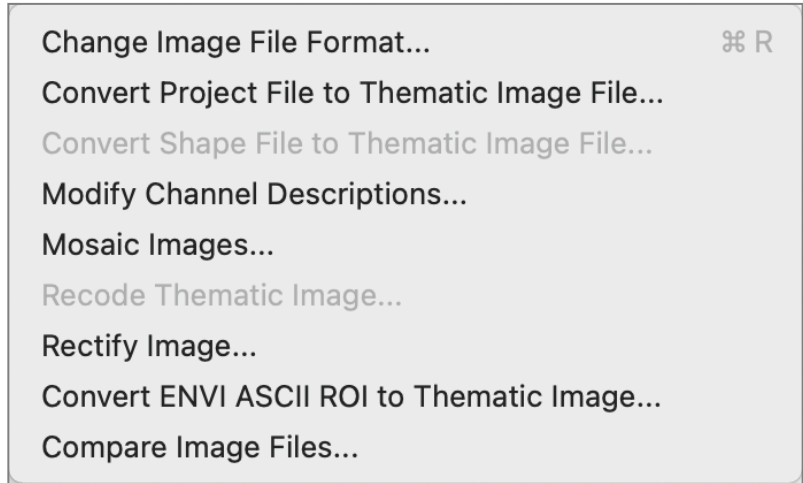 Change Image File Format... ⌘ R
Convert Project File to Thematic Image File...
Convert Shape File to Thematic Image File...
Modify Channel Descriptions...
Mosaic Images...
Recode Thematic Image...
Rectify Image...
Convert ENVI ASCII ROI to Thematic Image...
Compare Image Files...